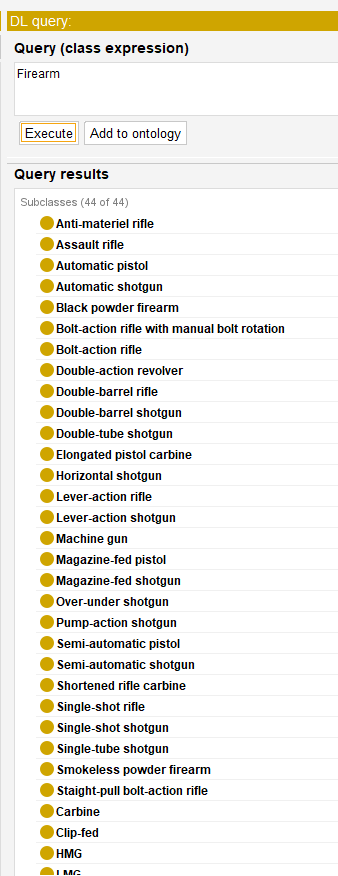 DL query:
Query (class expression)
Firearm
Execute Add to ontology
Query results
Subclasses (44 of 44)
Anti-materiel rifle
Assault rifle
Automatic pistol
Automatic shotgun
Black powder firearm
Bolt-action rifle with manual bolt rotation
Bolt-action rifle
Double-action revolver
Double-barrel rifle
Double-barrel shotgun
Double-tube shotgun
Elongated pistol carbine
Horizontal shotgun
Lever-action rifle
Lever-action shotgun
Machine gun
Magazine-fed pistol
Magazine-fed shotgun
Over-under shotgun
Pump-action shotgun
Semi-automatic pistol
Semi-automatic shotgun
Shortened rifle carbine
Single-shot rifle
Single-shot shotgun
Single-tube shotgun
Smokeless powder firearm
Staight-pull bolt-action rifle
Carbine
Clip-fed
HMG
LMG